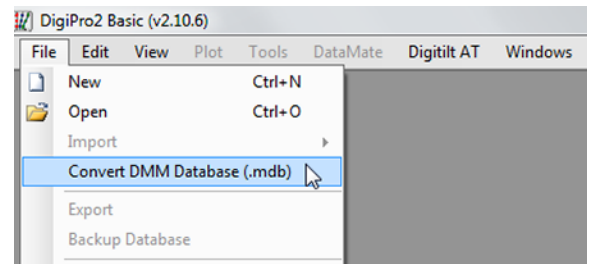 DigiPro2 Basic (v2.10.6)
File Edit View Plot Tools DataMate Digitilt AT Windows
New Ctrl+N
Open Ctrl+O
Import
Convert DMM Database (.mdb)
Export
Backup Database